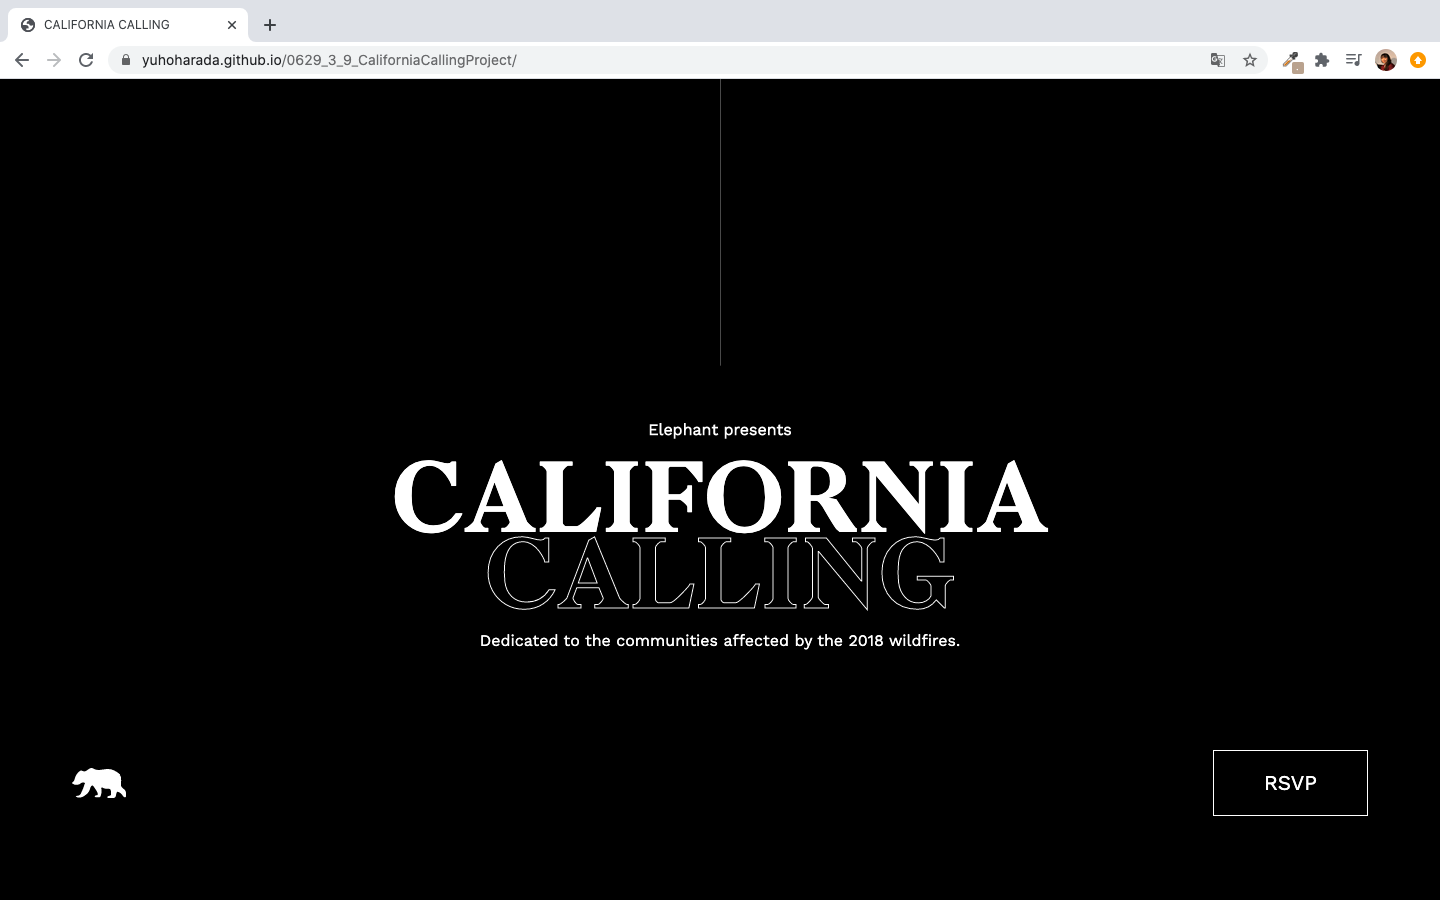 CALIFORNIA CALLING
yuhoharada.github.io/0629_3_9_CaliforniaCallingProject/
Elephant presents
CALIFORNIA
CALLING
Dedicated to the communities affected by the 2018 wildfires.
RSVP